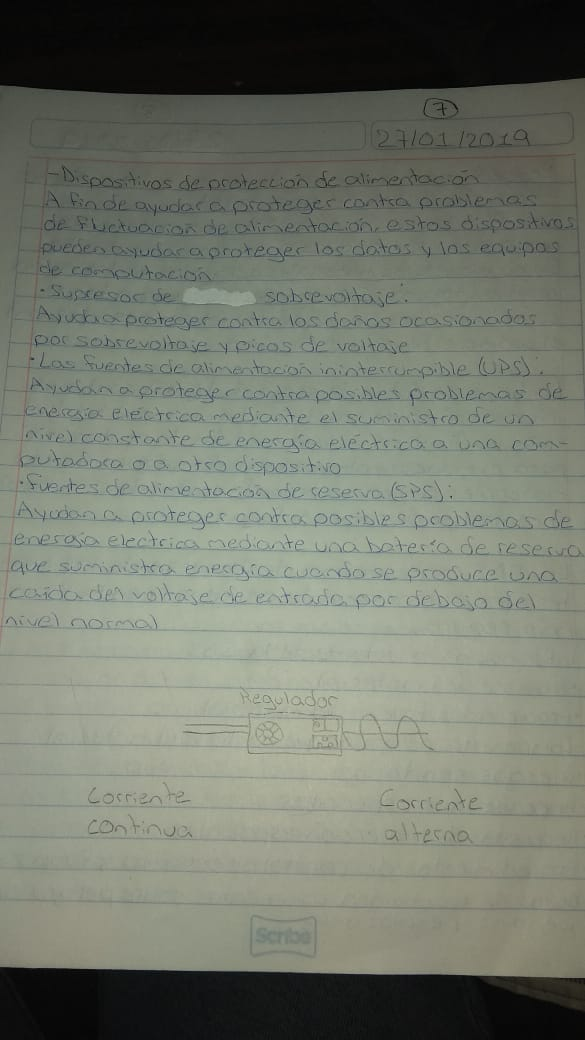 7
27/01/2019
-Dispositivos de protección de alimentación
A fin de ayudar a proteger contra problemas
de fluctuación de alimentación, estos dispositivos
pueden ayudar a proteger los datos y los equipos
de computación.
· Supresor de sobrevoltaje:
Ayuda a proteger contra los daños ocasionados
por sobrevoltaje y picos de voltaje
· Las fuentes de alimentación ininterrumpible (UPS):
Ayudan a proteger contra posibles problemas de
energía eléctrica mediante el suministro de un
nivel constante de energía eléctrica a una com-
putadora o a otro dispositivo
· Fuentes de alimentación de reserva (SPS):
Ayudan a proteger contra posibles problemas de
energía electrica mediante una batería de reserva
que suministra energía cuando se produce una
caída del voltaje de entrada por debajo del
nivel normal
Regulador
Corriente
continua
Corriente
alterna
Scribe